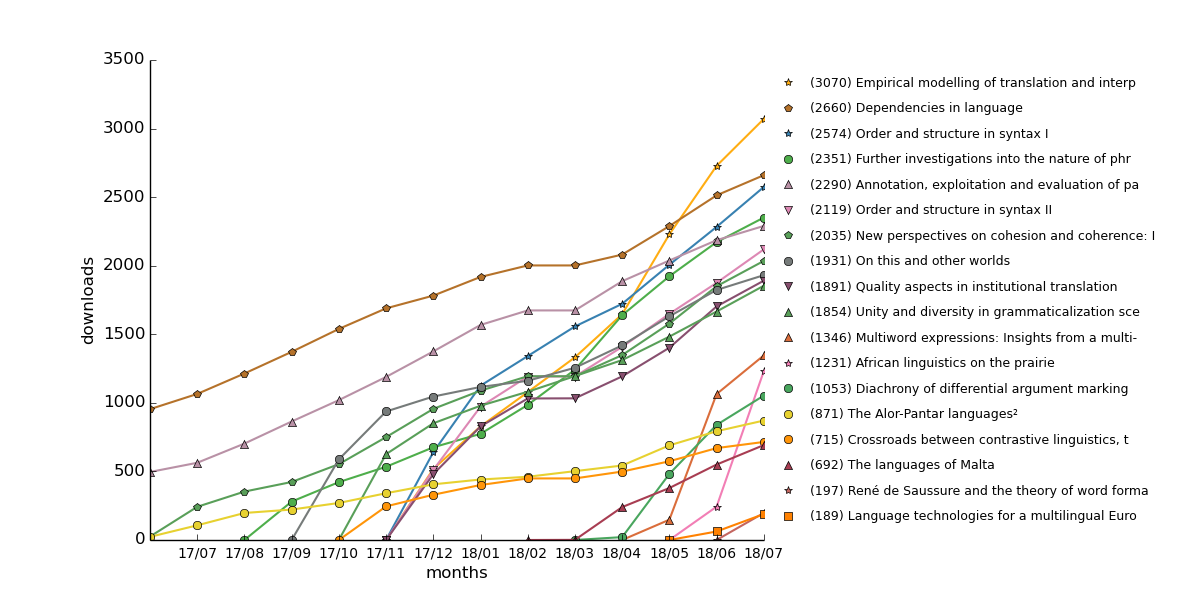 3500
3000
2500
2000
1500
1000
500
0
downloads
17/07 17/08 17/09 17/10 17/11 17/12 18/01 18/02 18/03 18/04 18/05 18/06 18/07
months
(3070) Empirical modelling of translation and interp
(2660) Dependencies in language
(2574) Order and structure in syntax I
(2351) Further investigations into the nature of phr
(2290) Annotation, exploitation and evaluation of pa
(2119) Order and structure in syntax II
(2035) New perspectives on cohesion and coherence: I
(1931) On this and other worlds
(1891) Quality aspects in institutional translation
(1854) Unity and diversity in grammaticalization sce
(1346) Multiword expressions: Insights from a multi-
(1231) African linguistics on the prairie
(1053) Diachrony of differential argument marking
(871) The Alor-Pantar languages²
(715) Crossroads between contrastive linguistics, t
(692) The languages of Malta
(197) René de Saussure and the theory of word forma
(189) Language technologies for a multilingual Euro